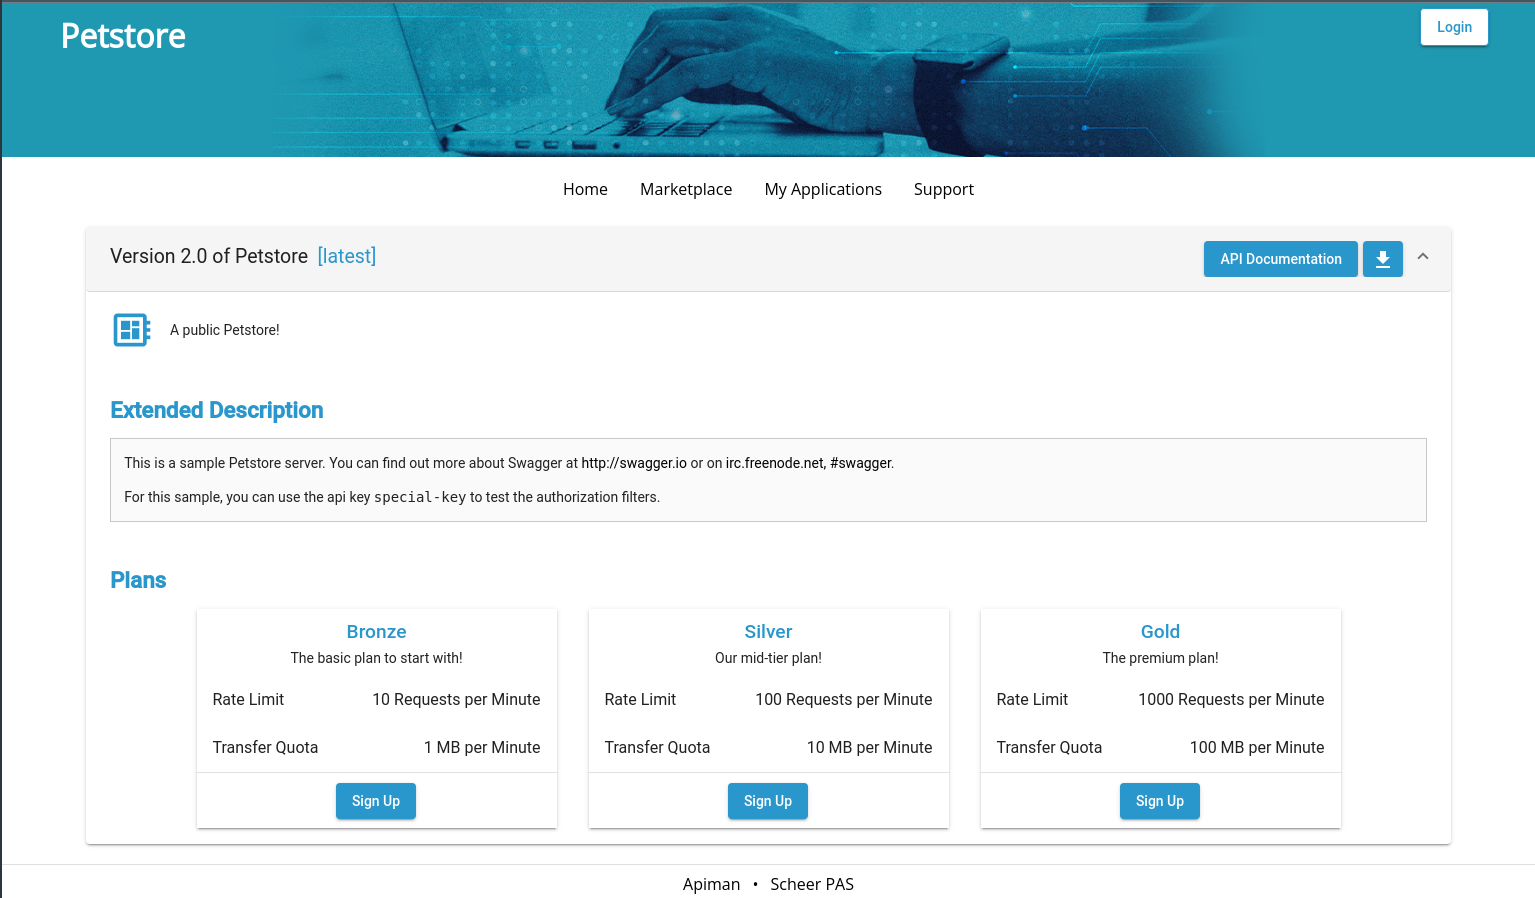 Petstore
Login
Home Marketplace My Applications Support
Version 2.0 of Petstore [latest]
API Documentation
A public Petstore!
Extended Description
This is a sample Petstore server. You can find out more about Swagger at http://swagger.io or on irc.freenode.net, #swagger.
For this sample, you can use the api key special-key to test the authorization filters.
Plans
Bronze
The basic plan to start with!
Rate Limit 10 Requests per Minute
Transfer Quota 1 MB per Minute
Sign Up
Silver
Our mid-tier plan!
Rate Limit 100 Requests per Minute
Transfer Quota 10 MB per Minute
Sign Up
Gold
The premium plan!
Rate Limit 1000 Requests per Minute
Transfer Quota 100 MB per Minute
Sign Up
Apiman • Scheer PAS